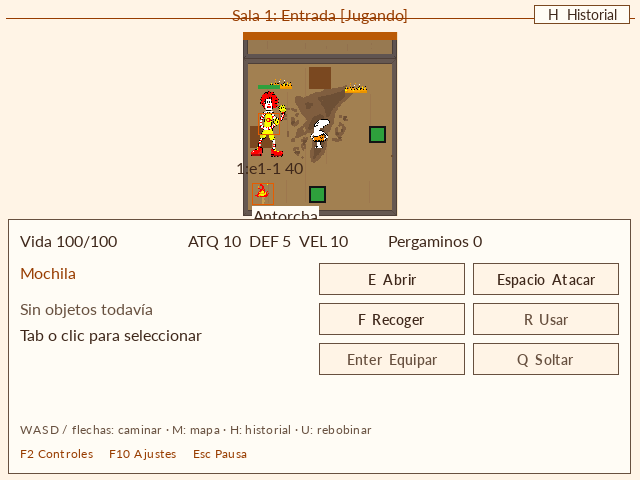 Sala 1: Entrada [Jugando]
H Historial
1:e1-1 40
Antorcha
Vida 100/100 ATQ 10 DEF 5 VEL 10 Pergaminos 0
Mochila
E Abrir
Espacio Atacar
Sin objetos todavía
F Recoger
R Usar
Tab o clic para seleccionar
Enter Equipar
Q Soltar
WASD / flechas: caminar · M: mapa · H: historial · U: rebobinar
F2 Controles F10 Ajustes Esc Pausa